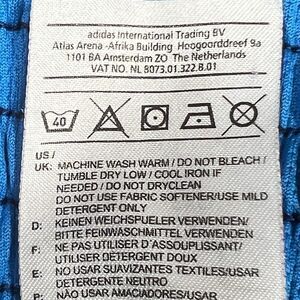 adidas International Trading BV
Atlas Arena -Afrika Building Hoogoorddreef 9a
1101 BA Amsterdam ZO The Netherlands
VAT NO. NL 8073.01.322.B.01
40
US /
UK: MACHINE WASH WARM / DO NOT BLEACH /
TUMBLE DRY LOW / COOL IRON IF
NEEDED / DO NOT DRYCLEAN
DO NOT USE FABRIC SOFTENER/USE MILD
DETERGENT ONLY
D: KEINEN WEICHSPUELER VERWENDEN/
BITTE FEINWASCHMITTEL VERWENDEN
F: NE PAS UTILISER D'ASSOUPLISSANT/
UTILISER DETERGENT DOUX
E: NO USAR SUAVIZANTES TEXTILES/USAR
DETERGENTE NEUTRO
P: NÃO USAR AMACIADORES/USAR